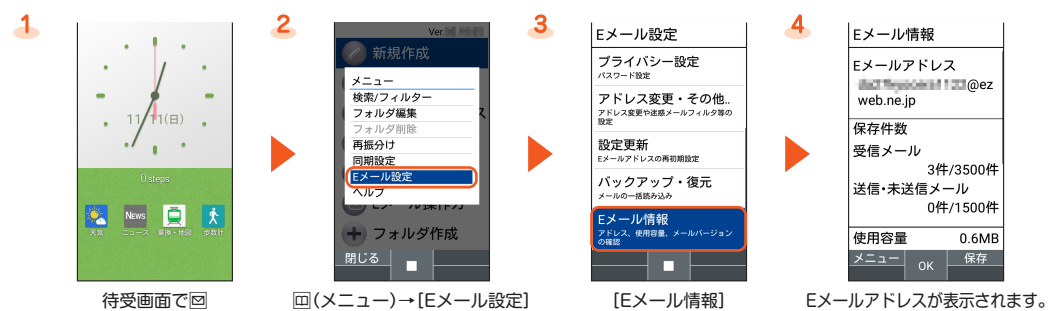 1
11/11(日)
0 steps
天気
News
ニュース
乗換・地図
歩数計
待受画面で
2
Ver.
新規作成
メニュー
検索/フィルター
フォルダ編集
フォルダ削除
再振分け
同期設定
Eメール設定
ヘルプ
フォルダ作成
閉じる
(メニュー)→[Eメール設定]
3
Eメール設定
プライバシー設定
パスワード設定
アドレス変更・その他..
アドレス変更や迷惑メールフィルタ等の
設定
設定更新
Eメールアドレスの再初期設定
バックアップ・復元
メールの一括読み込み
Eメール情報
アドレス、使用容量、メールバージョン
の確認
[Eメール情報]
4
Eメール情報
Eメールアドレス
@ez
web.ne.jp
保存件数
受信メール
3件/3500件
送信・未送信メール
0件/1500件
使用容量 0.6MB
メニュー OK 保存
Eメールアドレスが表示されます。